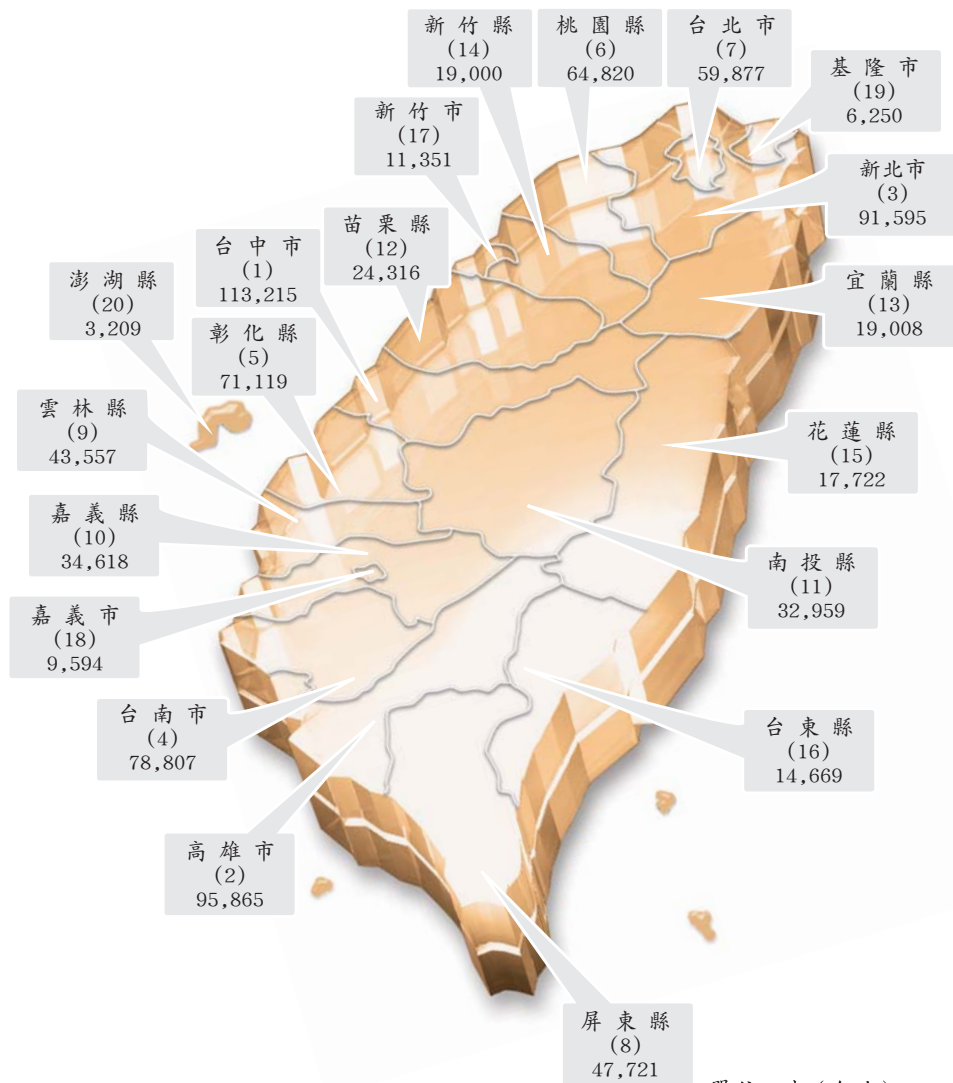 新竹縣
(14)
19,000
桃園縣
(6)
64,820
台北市
(7)
59,877
基隆市
(19)
6,250
新竹市
(17)
11,351
新北市
(3)
91,595
苗栗縣
(12)
24,316
台中市
(1)
113,215
澎湖縣
(20)
3,209
宜蘭縣
(13)
19,008
彰化縣
(5)
71,119
雲林縣
(9)
43,557
花蓮縣
(15)
17,722
嘉義縣
(10)
34,618
南投縣
(11)
32,959
嘉義市
(18)
9,594
台南市
(4)
78,807
台東縣
(16)
14,669
高雄市
(2)
95,865
屏東縣
(8)
47,721